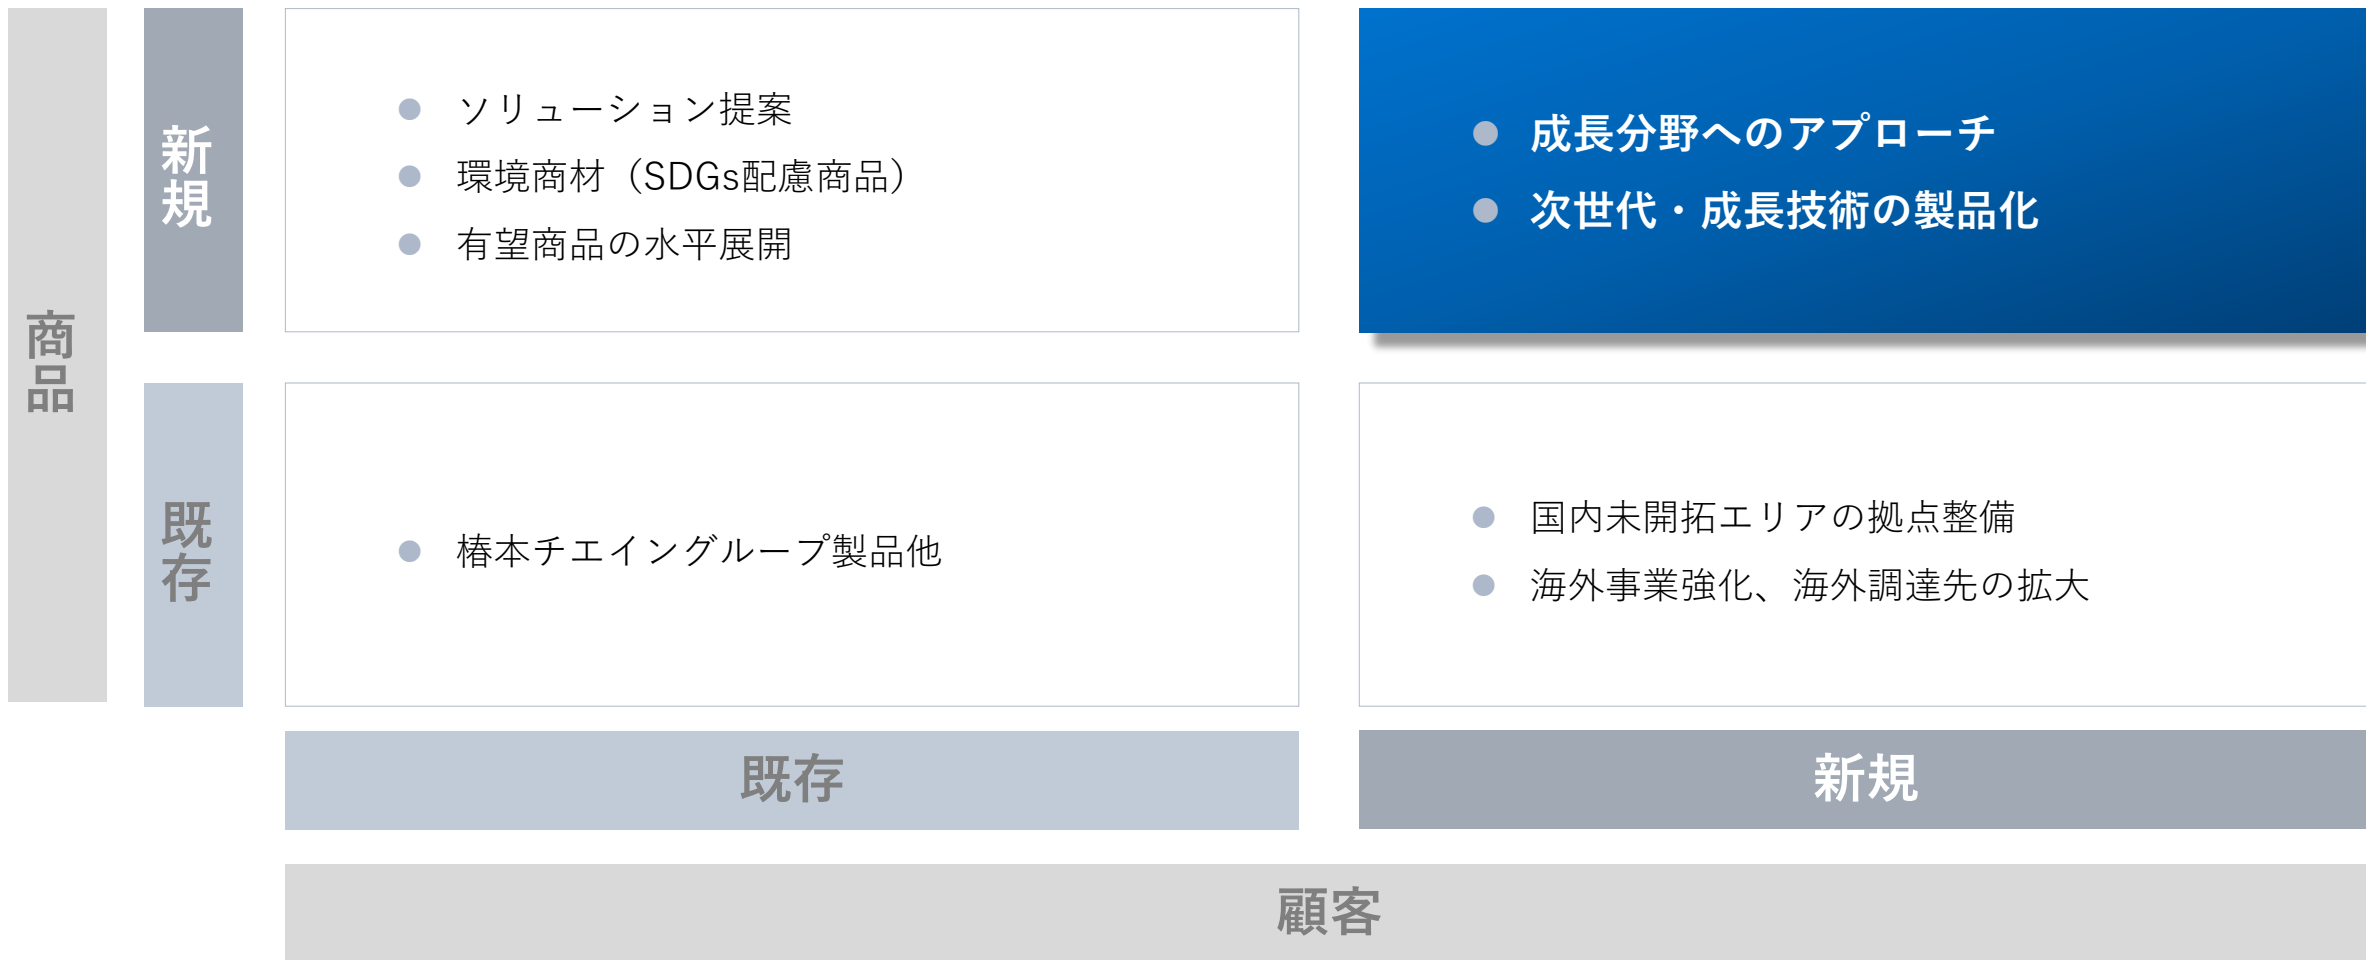 商品
新規
ソリューション提案
環境商材（SDGs配慮商品）
有望商品の水平展開
成長分野へのアプローチ
次世代・成長技術の製品化
既存
椿本チエイングループ製品他
国内未開拓エリアの拠点整備
海外事業強化、海外調達先の拡大
既存
新規
顧客